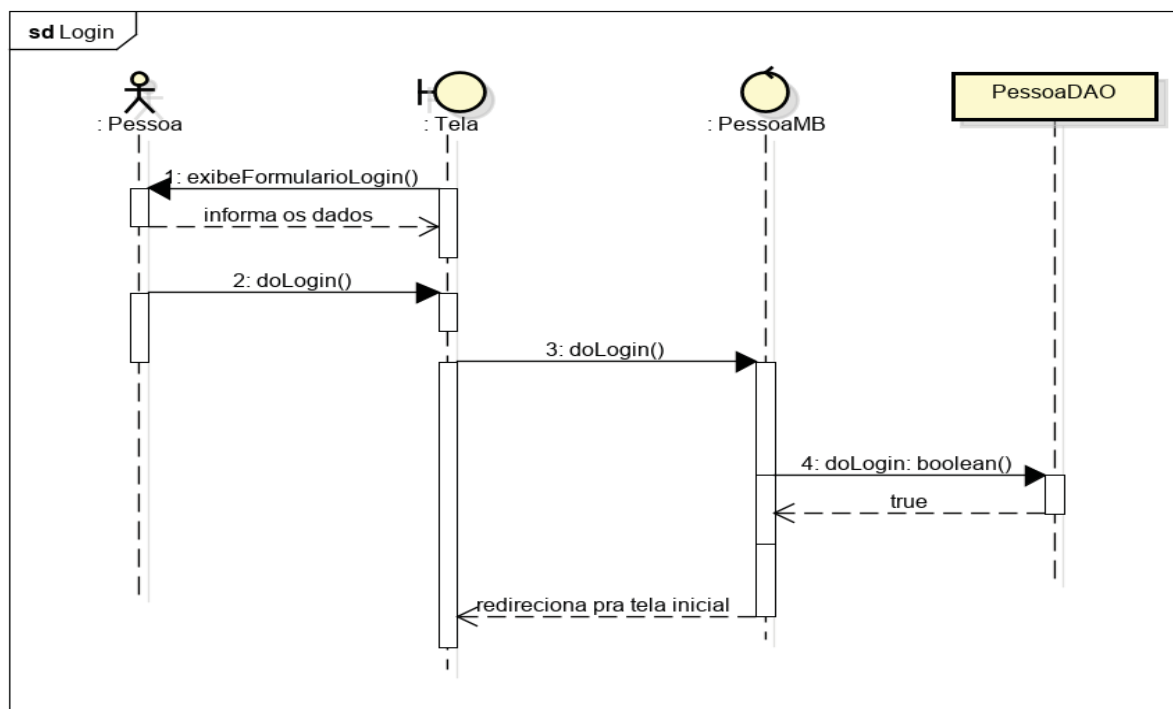 sd Login
: Pessoa
: Tela
: PessoaMB
PessoaDAO
1: exibeFormularioLogin()
informa os dados
2: doLogin()
3: doLogin()
4: doLogin: boolean()
true
redireciona pra tela inicial